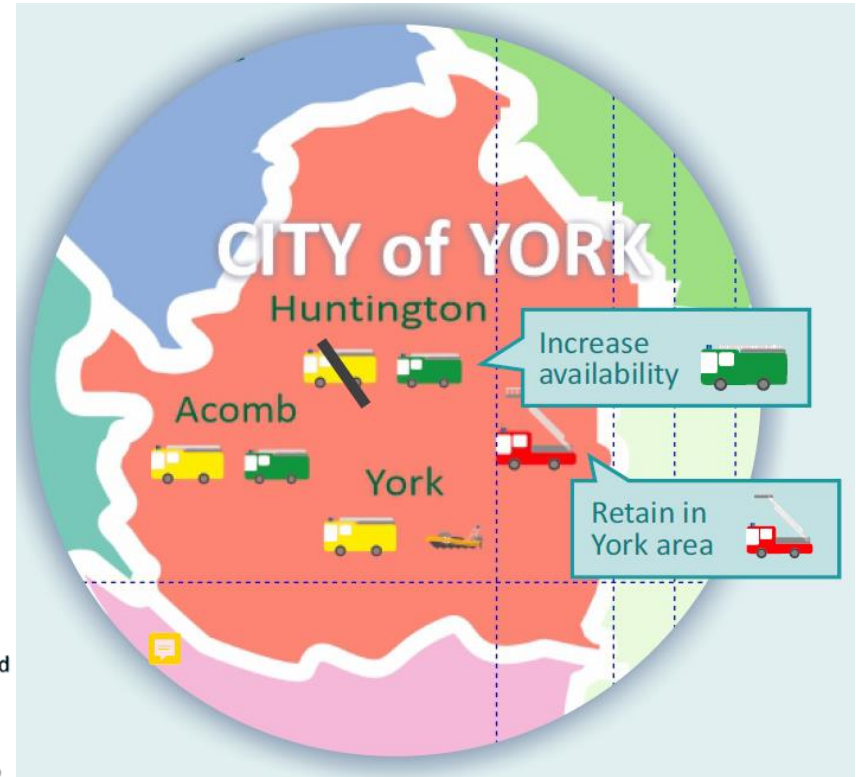 CITY of YORK
Huntington
Increase
availability
Acomb
York
Retain in
York area
d